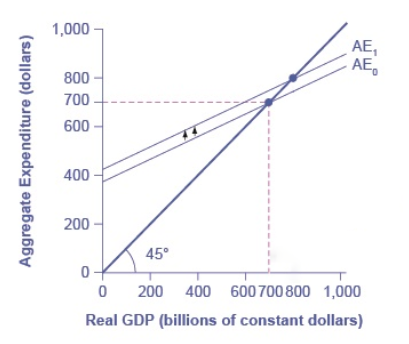 Aggregate Expenditure (dollars)
1,000
800
700
600
400
200
0
AE1
AE0
45°
0 200 400 600 700 800 1,000
Real GDP (billions of constant dollars)